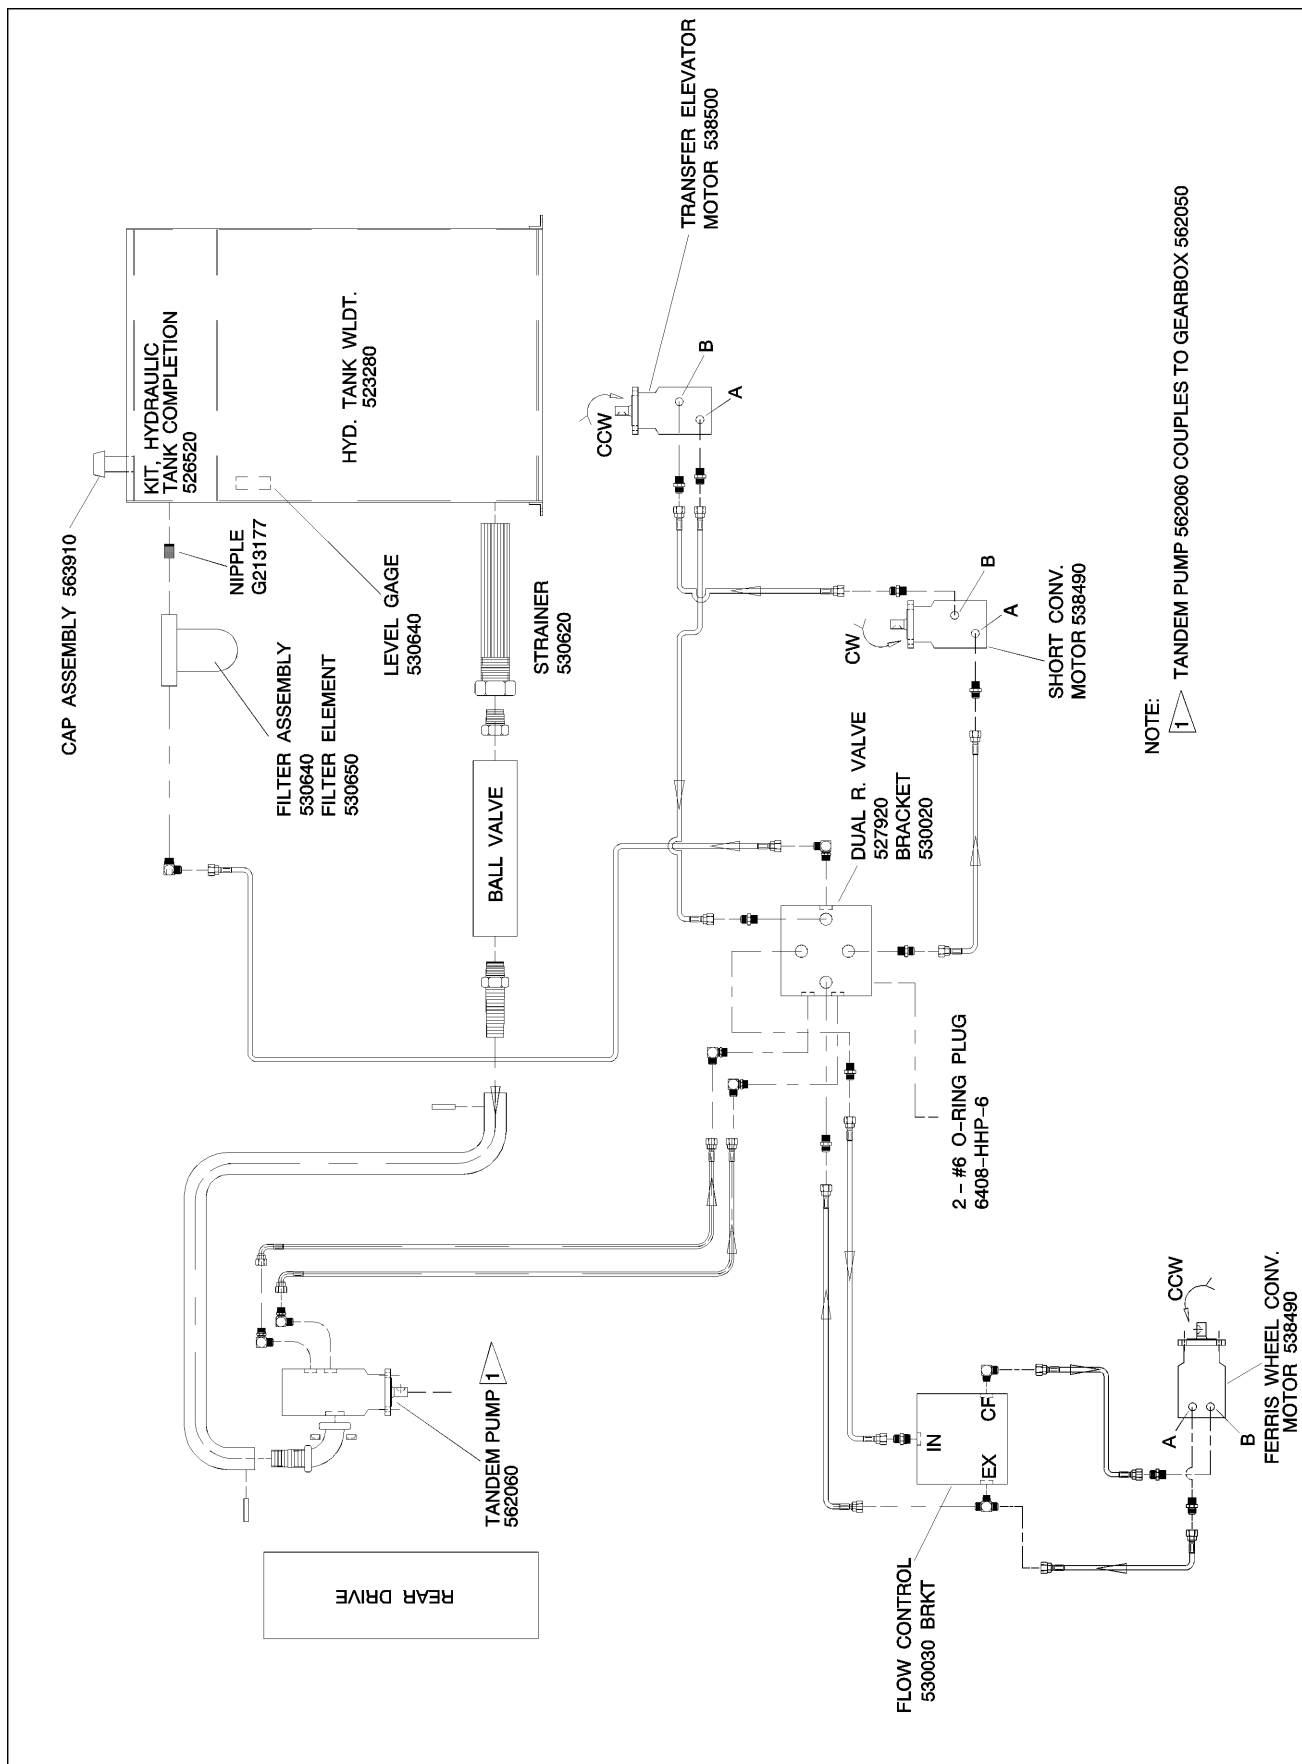 CAP ASSEMBLY 563910
KIT, HYDRAULIC
TANK COMPLETION
526520
NIPPLE
G213177
HYD. TANK WLDT.
523280
FILTER ASSEMBLY
530640
FILTER ELEMENT
530650
LEVEL GAGE
530640
STRAINER
530620
BALL VALVE
CCW
TRANSFER ELEVATOR
MOTOR 538500
B
A
CW
B
A
SHORT CONV.
MOTOR 538490
DUAL R. VALVE
527920
BRACKET
530020
2 – #6 O–RING PLUG
6408–HHP–6
TANDEM PUMP 1
562060
REAR DRIVE
IN
CF
EX
FLOW CONTROL
530030 BRKT
CCW
A
B
FERRIS WHEEL CONV.
MOTOR 538490
NOTE:
1 TANDEM PUMP 562060 COUPLES TO GEARBOX 562050